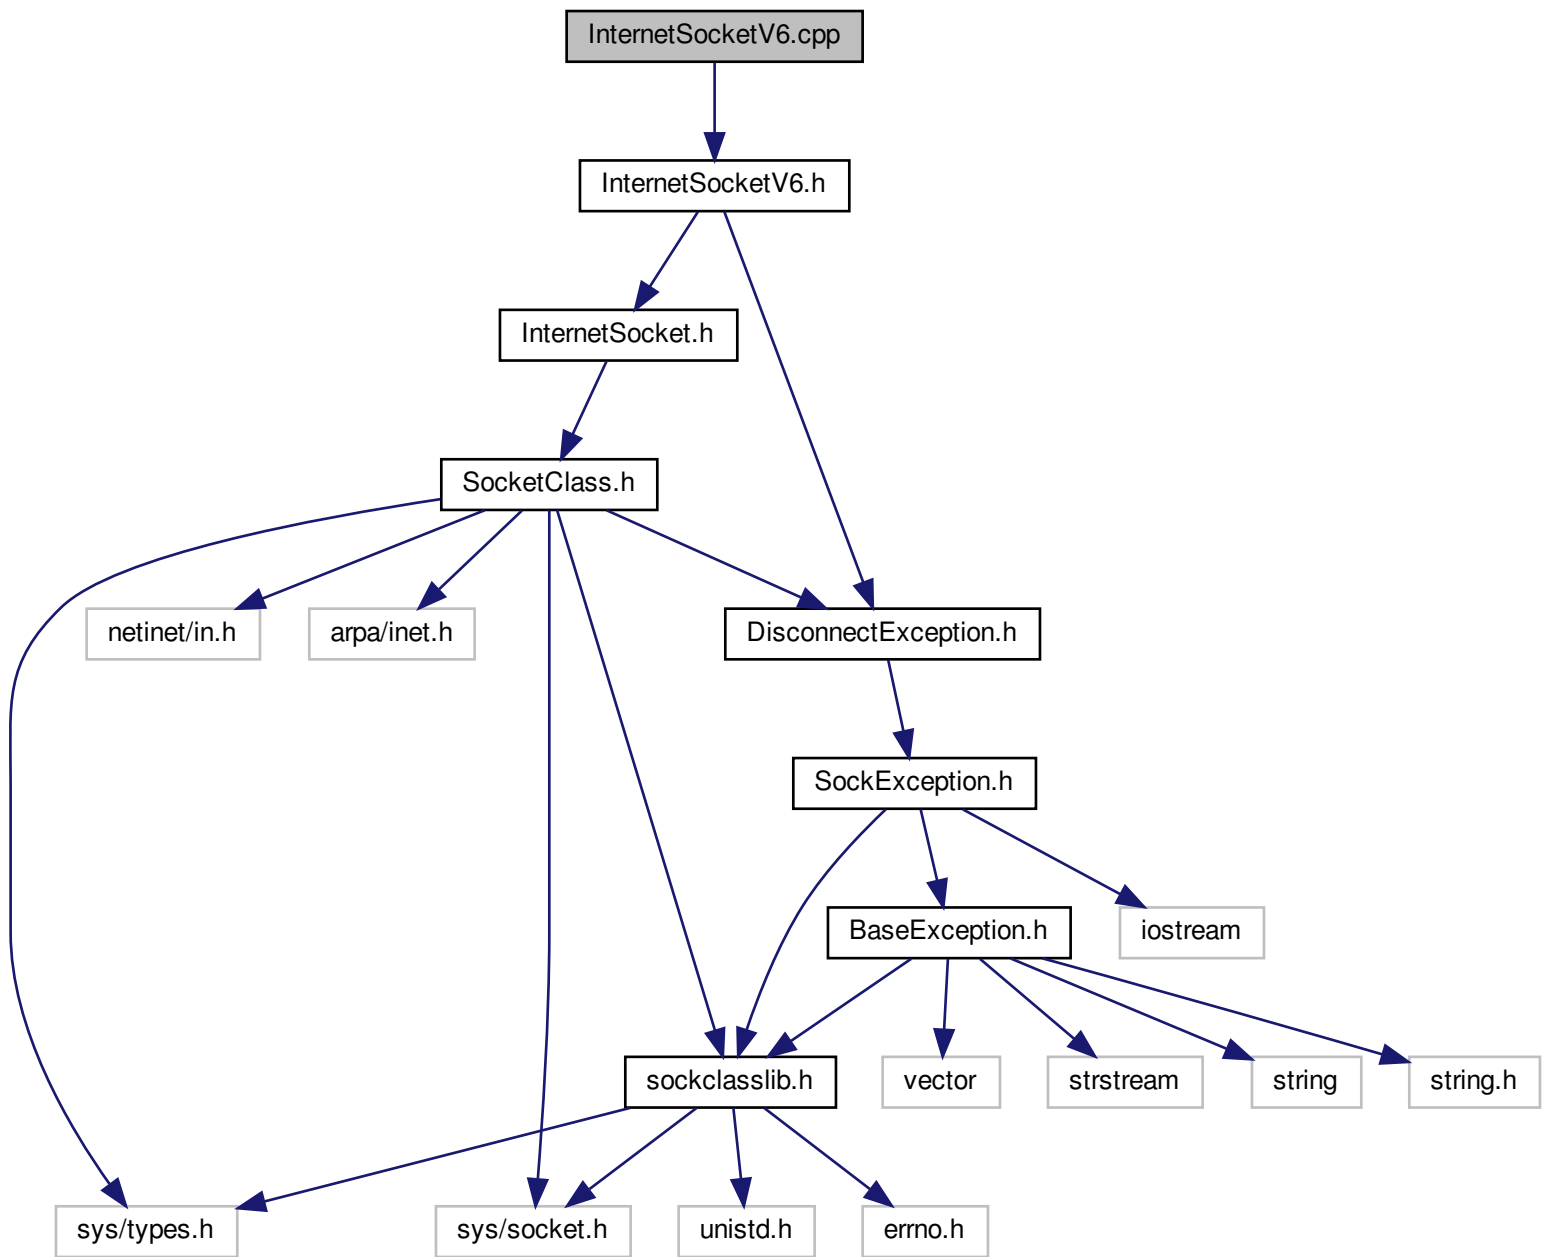 InternetSocketV6.cpp
InternetSocketV6.h
InternetSocket.h
SocketClass.h
netinet/in.h
arpa/inet.h
DisconnectException.h
SockException.h
BaseException.h
iostream
sockclasslib.h
vector
strstream
string
string.h
sys/types.h
sys/socket.h
unistd.h
errno.h